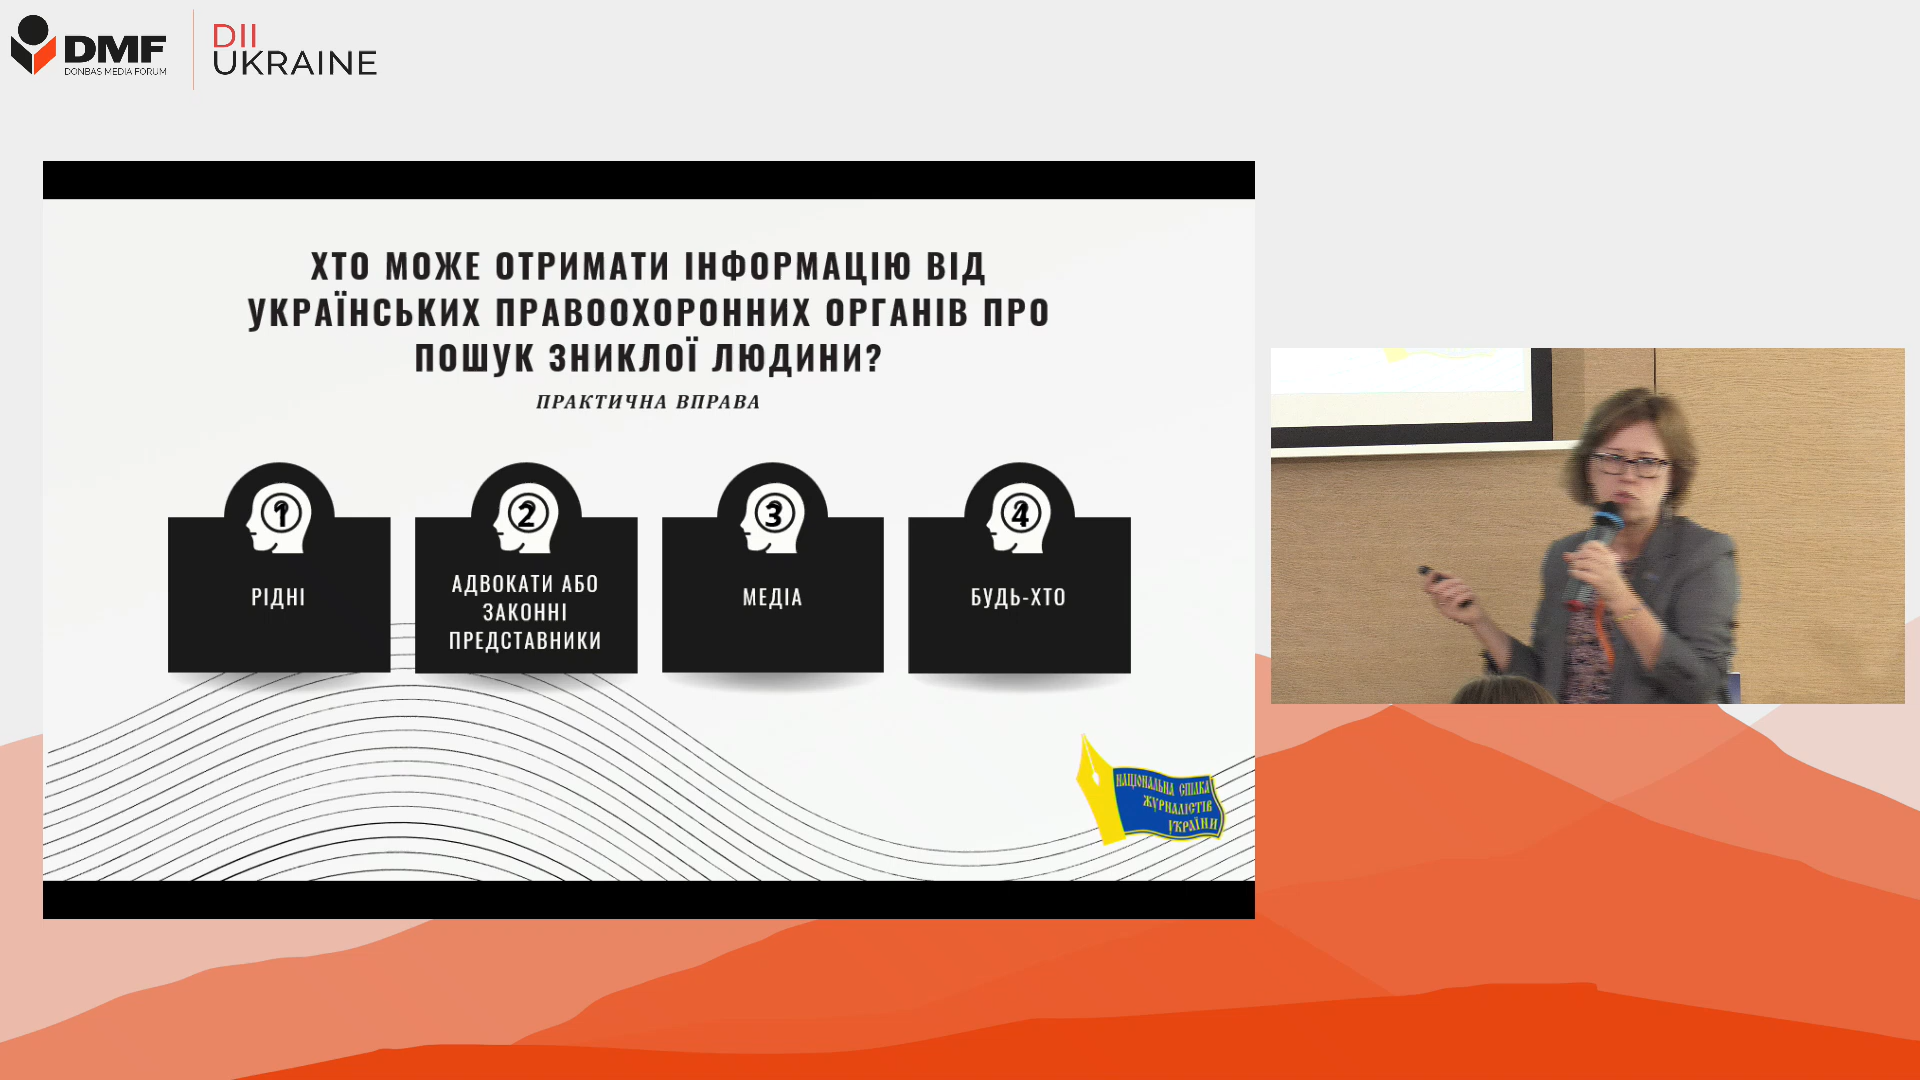 DMF
DONBAS MEDIA FORUM
DII
UKRAINE
ХТО МОЖЕ ОТРИМАТИ ІНФОРМАЦІЮ ВІД
УКРАЇНСЬКИХ ПРАВООХОРОННИХ ОРГАНІВ ПРО
ПОШУК ЗНИКЛОЇ ЛЮДИНИ?
ПРАКТИЧНА ВПРАВА
1
РІДНІ
2
АДВОКАТИ АБО
ЗАКОННІ
ПРЕДСТАВНИКИ
3
МЕДІА
4
БУДЬ-ХТО
НАЦІОНАЛЬНА СПІЛКА
ЖУРНАЛІСТІВ
УКРАЇНИ